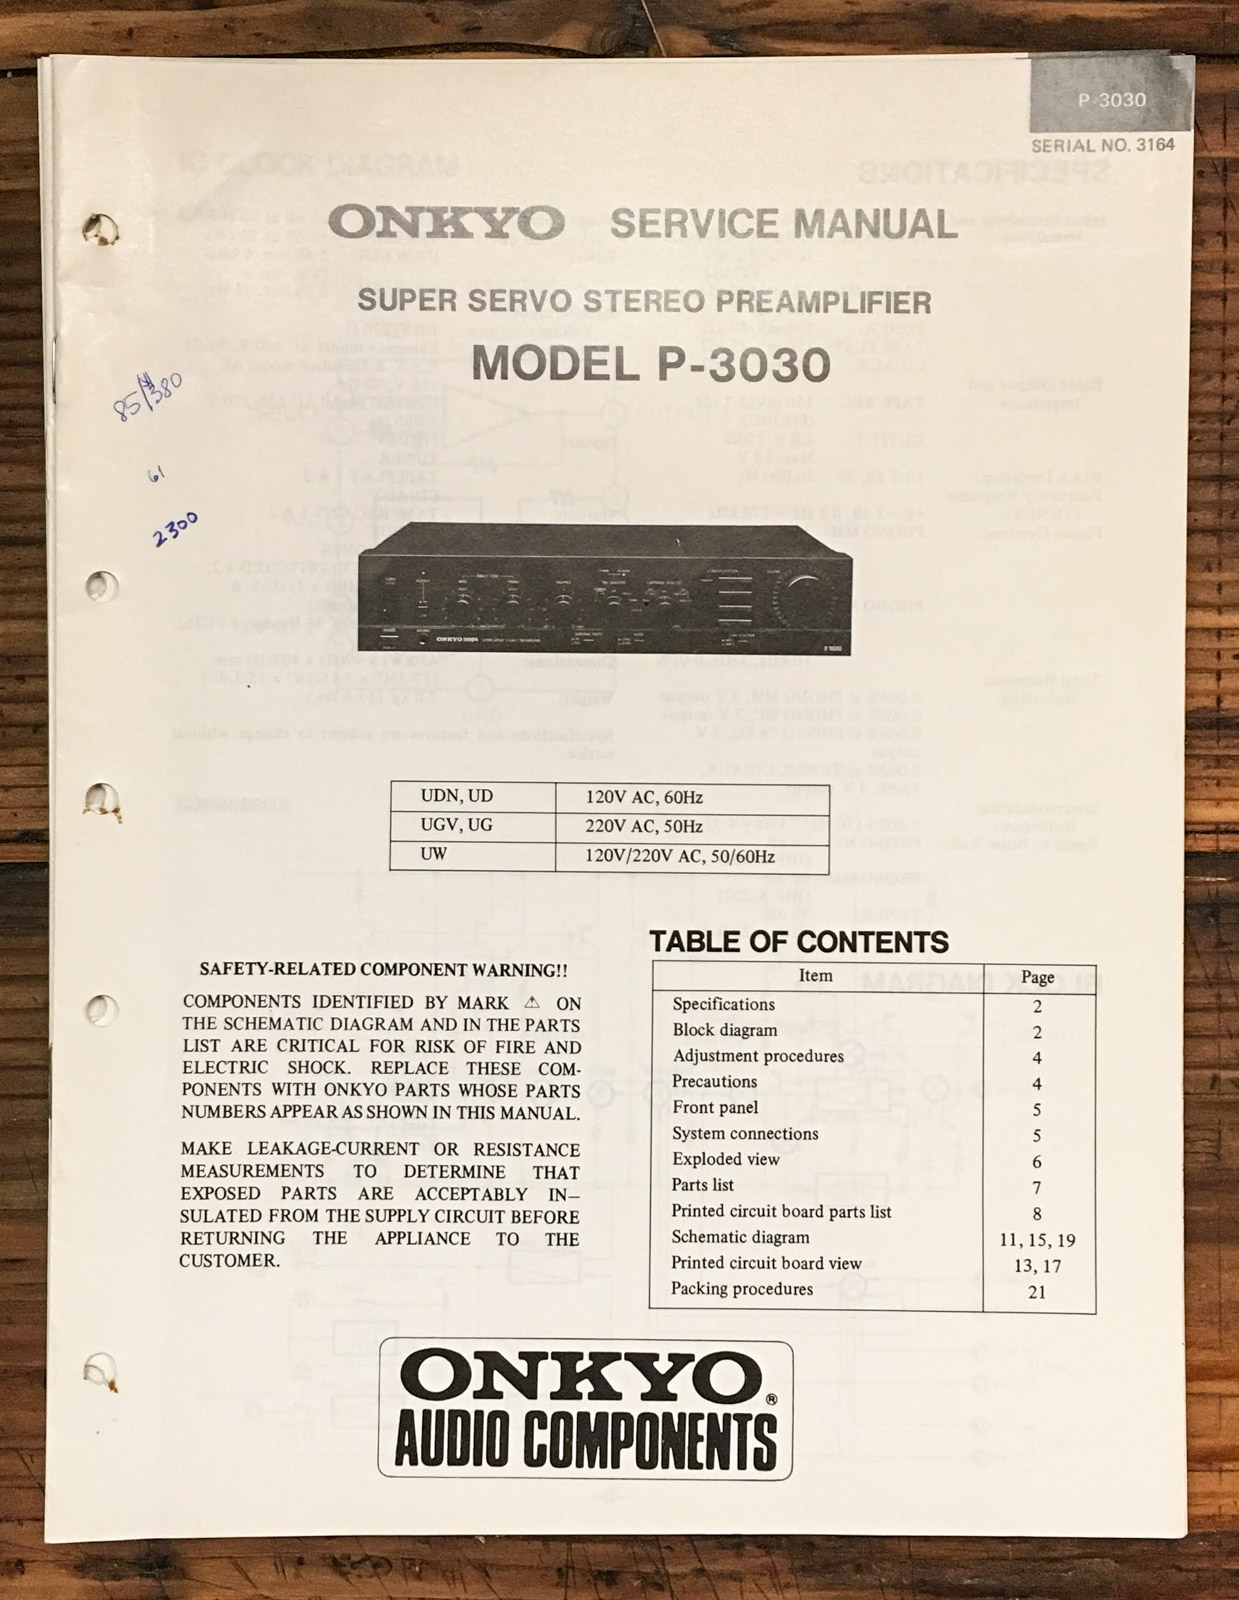 P-3030
SERIAL NO. 3164
ONKYO SERVICE MANUAL
SUPER SERVO STEREO PREAMPLIFIER
MODEL P-3030
85/380
61
2300
ONKYO
UDN, UD 120V AC, 60Hz
UGV, UG 220V AC, 50Hz
UW 120V/220V AC, 50/60Hz
SAFETY-RELATED COMPONENT WARNING!!
COMPONENTS IDENTIFIED BY MARK ⚠ ON
THE SCHEMATIC DIAGRAM AND IN THE PARTS
LIST ARE CRITICAL FOR RISK OF FIRE AND
ELECTRIC SHOCK. REPLACE THESE COM-
PONENTS WITH ONKYO PARTS WHOSE PARTS
NUMBERS APPEAR AS SHOWN IN THIS MANUAL.
MAKE LEAKAGE-CURRENT OR RESISTANCE
MEASUREMENTS TO DETERMINE THAT
EXPOSED PARTS ARE ACCEPTABLY IN–
SULATED FROM THE SUPPLY CIRCUIT BEFORE
RETURNING THE APPLIANCE TO THE
CUSTOMER.
TABLE OF CONTENTS
Item Page
Specifications 2
Block diagram 2
Adjustment procedures 4
Precautions 4
Front panel 5
System connections 5
Exploded view 6
Parts list 7
Printed circuit board parts list 8
Schematic diagram 11, 15, 19
Printed circuit board view 13, 17
Packing procedures 21
ONKYO®
AUDIO COMPONENTS